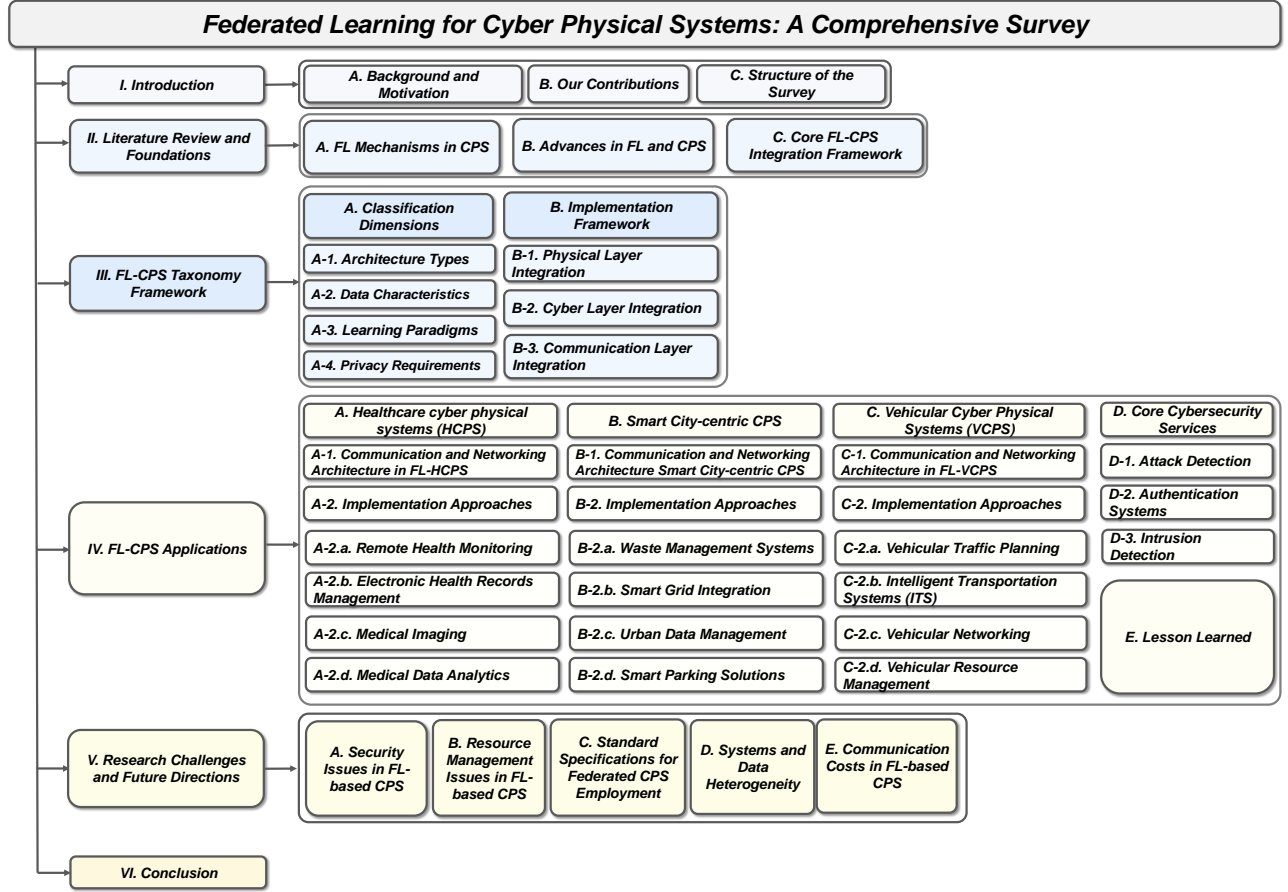 Federated Learning for Cyber Physical Systems: A Comprehensive Survey
I. Introduction
A. Background and
Motivation
B. Our Contributions
C. Structure of the
Survey
II. Literature Review and
Foundations
A. FL Mechanisms in CPS
B. Advances in FL and CPS
C. Core FL-CPS
Integration Framework
III. FL-CPS Taxonomy
Framework
A. Classification
Dimensions
A-1. Architecture Types
A-2. Data Characteristics
A-3. Learning Paradigms
A-4. Privacy Requirements
B. Implementation
Framework
B-1. Physical Layer
Integration
B-2. Cyber Layer Integration
B-3. Communication Layer
Integration
IV. FL-CPS Applications
A. Healthcare cyber physical
systems (HCPS)
A-1. Communication and Networking
Architecture in FL-HCPS
A-2. Implementation Approaches
A-2.a. Remote Health Monitoring
A-2.b. Electronic Health Records
Management
A-2.c. Medical Imaging
A-2.d. Medical Data Analytics
B. Smart City-centric CPS
B-1. Communication and Networking
Architecture Smart City-centric CPS
B-2. Implementation Approaches
B-2.a. Waste Management Systems
B-2.b. Smart Grid Integration
B-2.c. Urban Data Management
B-2.d. Smart Parking Solutions
C. Vehicular Cyber Physical
Systems (VCPS)
C-1. Communication and Networking
Architecture in FL-VCPS
C-2. Implementation Approaches
C-2.a. Vehicular Traffic Planning
C-2.b. Intelligent Transportation
Systems (ITS)
C-2.c. Vehicular Networking
C-2.d. Vehicular Resource
Management
D. Core Cybersecurity
Services
D-1. Attack Detection
D-2. Authentication
Systems
D-3. Intrusion
Detection
E. Lesson Learned
V. Research Challenges
and Future Directions
A. Security
Issues in FL-
based CPS
B. Resource
Management
Issues in FL-
based CPS
C. Standard
Specifications for
Federated CPS
Employment
D. Systems and
Data
Heterogeneity
E. Communication
Costs in FL-based
CPS
VI. Conclusion